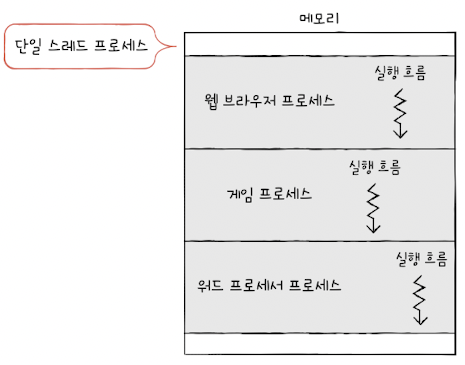 메모리
단일 스레드 프로세스
실행 흐름
웹 브라우저 프로세스
실행 흐름
게임 프로세스
실행 흐름
워드 프로세서 프로세스